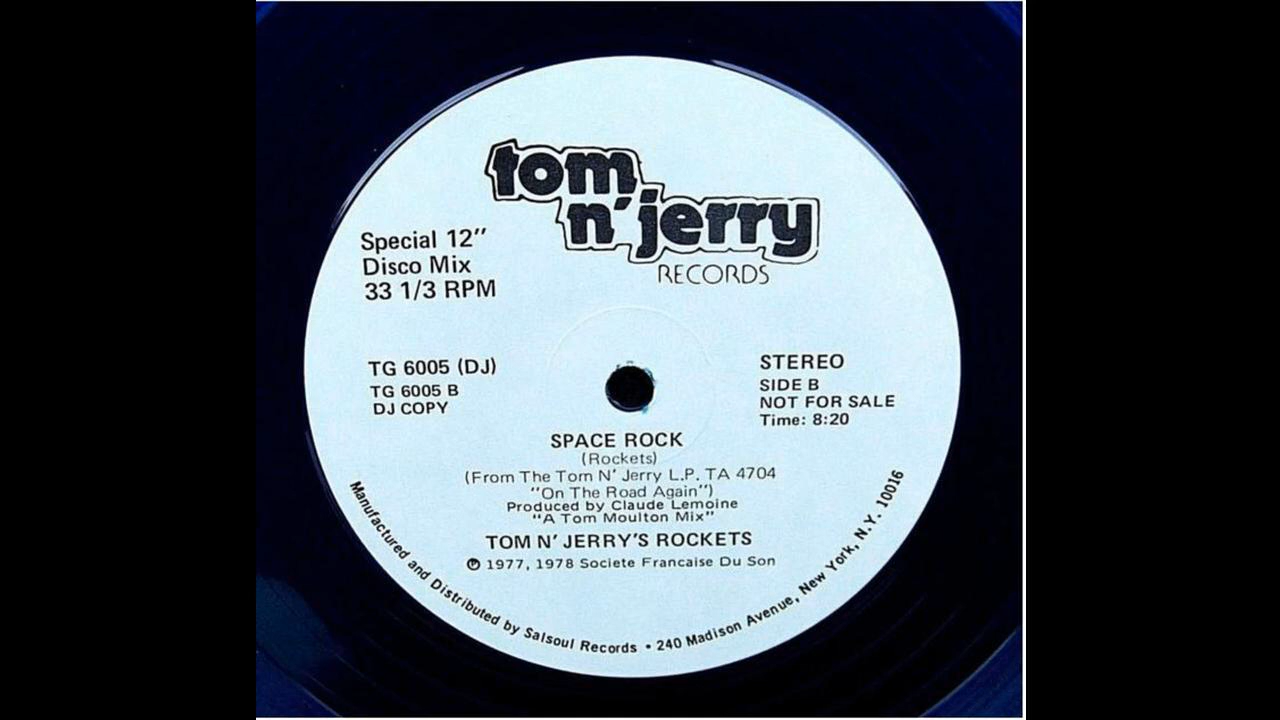 tom
n' jerry
RECORDS
Special 12"
Disco Mix
33 1/3 RPM
TG 6005 (DJ)
TG 6005 B
DJ COPY
STEREO
SIDE B
NOT FOR SALE
Time: 8:20
SPACE ROCK
(Rockets)
(From The Tom N' Jerry L.P. TA 4704
"On The Road Again")
Produced by Claude Lemoine
"A Tom Moulton Mix"
TOM N' JERRY'S ROCKETS
℗ 1977, 1978 Societe Francaise Du Son
Manufactured and Distributed by Salsoul Records • 240 Madison Avenue, New York, N.Y. 10016